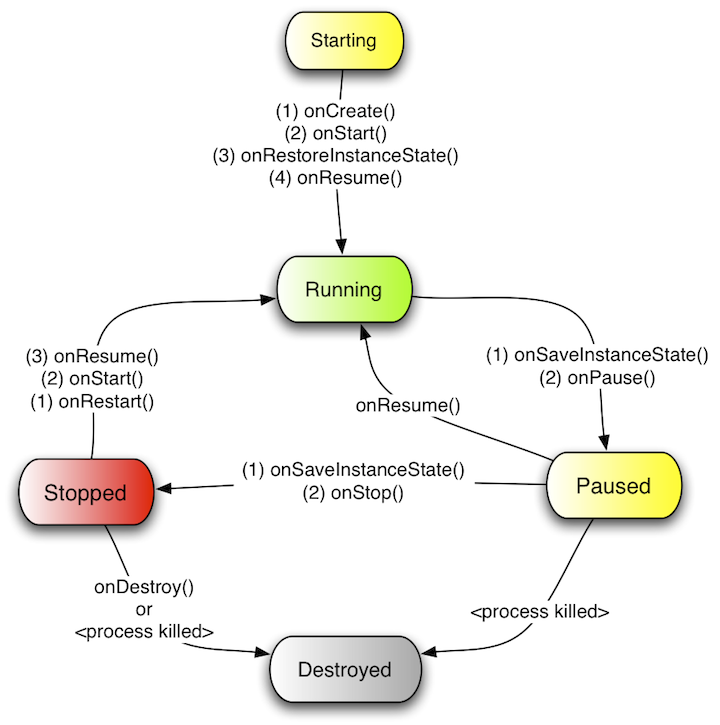 Starting
(1) onCreate()
(2) onStart()
(3) onRestoreInstanceState()
(4) onResume()
Running
(3) onResume()
(2) onStart()
(1) onRestart()
(1) onSaveInstanceState()
(2) onPause()
onResume()
Stopped
(1) onSaveInstanceState()
(2) onStop()
Paused
onDestroy()
or
<process killed>
<process killed>
Destroyed